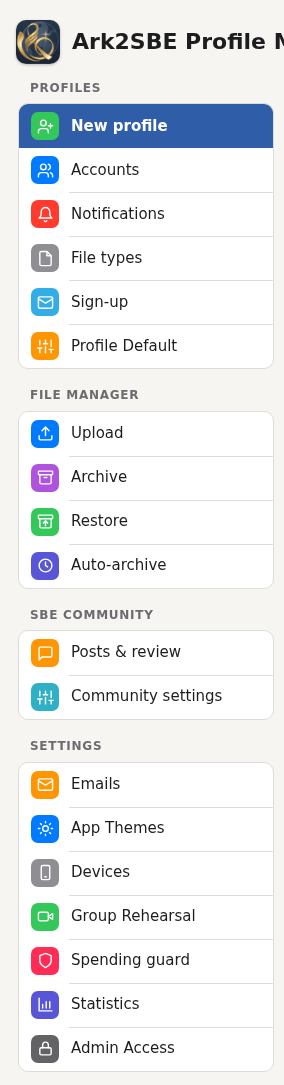 Ark2SBE Profile
PROFILES
New profile
Accounts
Notifications
File types
Sign-up
Profile Default
FILE MANAGER
Upload
Archive
Restore
Auto-archive
SBE COMMUNITY
Posts & review
Community settings
SETTINGS
Emails
App Themes
Devices
Group Rehearsal
Spending guard
Statistics
Admin Access